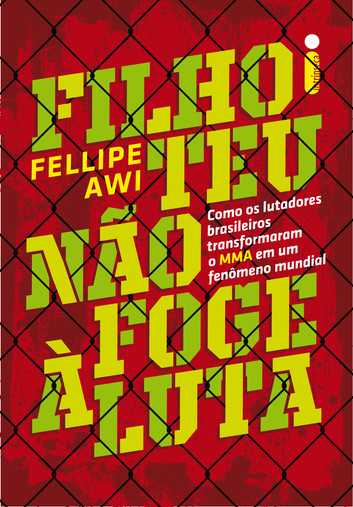 FILHO
intrínseca
FELLIPE
AWI
TEU
Como os lutadores
brasileiros
transformaram
o MMA em um
fenômeno mundial
NÃO
FOGE
À LUTA